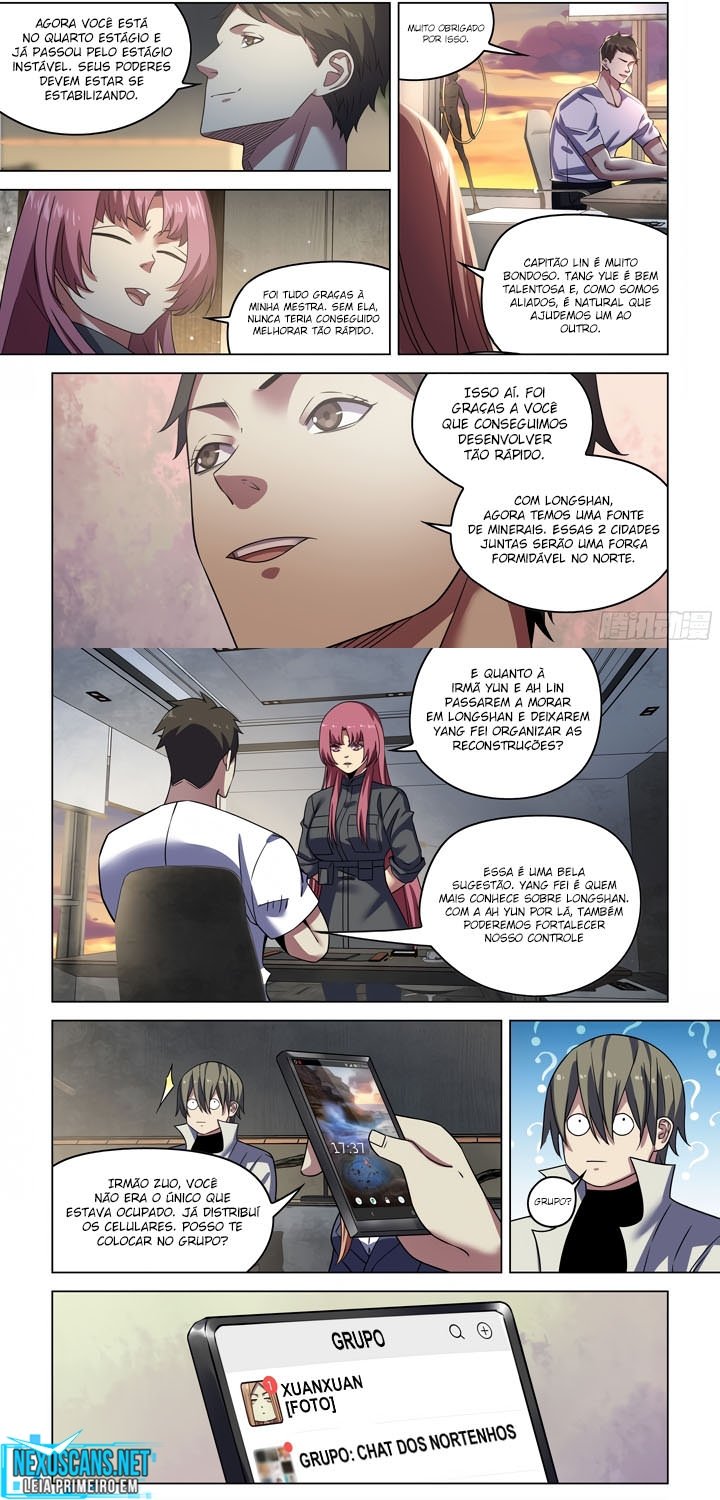 AGORA VOCÊ ESTÁ
NO QUARTO ESTÁGIO E
JÁ PASSOU PELO ESTÁGIO
INSTÁVEL. SEUS PODERES
DEVEM ESTAR SE
ESTABILIZANDO.
MUITO OBRIGADO
POR ISSO.
FOI TUDO GRAÇAS À
MINHA MESTRA. SEM ELA,
NUNCA TERIA CONSEGUIDO
MELHORAR TÃO RÁPIDO.
CAPITÃO LIN É MUITO
BONDOSO. TANG YUE É BEM
TALENTOSA E, COMO SOMOS
ALIADOS, É NATURAL QUE
AJUDEMOS UM AO
OUTRO.
ISSO AÍ. FOI
GRAÇAS A VOCÊ
QUE CONSEGUIMOS
DESENVOLVER
TÃO RÁPIDO.
COM LONGSHAN,
AGORA TEMOS UMA FONTE
DE MINERAIS. ESSAS 2 CIDADES
JUNTAS SERÃO UMA FORÇA
FORMIDÁVEL NO NORTE.
腾讯动漫
E QUANTO À
IRMÃ YUN E AH LIN
PASSAREM A MORAR
EM LONGSHAN E DEIXAREM
YANG FEI ORGANIZAR AS
RECONSTRUÇÕES?
ESSA É UMA BELA
SUGESTÃO. YANG FEI É QUEM
MAIS CONHECE SOBRE LONGSHAN.
COM A AH YUN POR LÁ, TAMBÉM
PODEREMOS FORTALECER
NOSSO CONTROLE
17:37
IRMÃO ZUO, VOCÊ
NÃO ERA O ÚNICO QUE
ESTAVA OCUPADO. JÁ DISTRIBUÍ
OS CELULARES. POSSO TE
COLOCAR NO GRUPO?
GRUPO?
GRUPO
1
XUANXUAN
[FOTO]
GRUPO: CHAT DOS NORTENHOS
NEXOSCANS.NET
LEIA PRIMEIRO EM